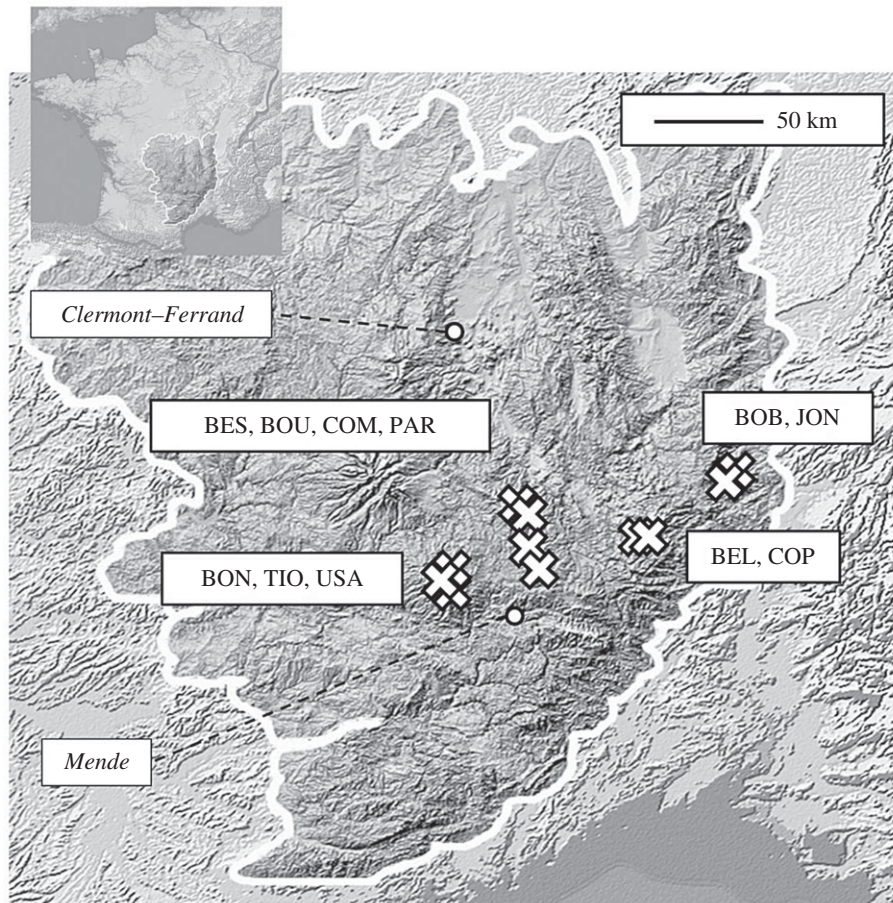 50 km
Clermont–Ferrand
BES, BOU, COM, PAR
BOB, JON
BON, TIO, USA
BEL, COP
Mende